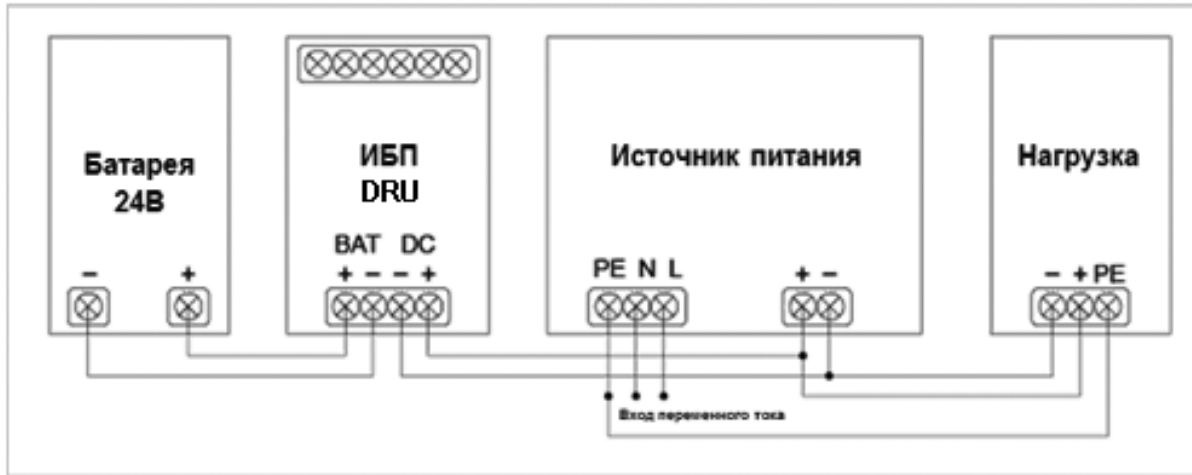 Батарея
24В
- +
ИБП
DRU
BAT DC
+ - - +
Источник питания
PE N L
+ -
Нагрузка
- + PE
Вход переменного тока